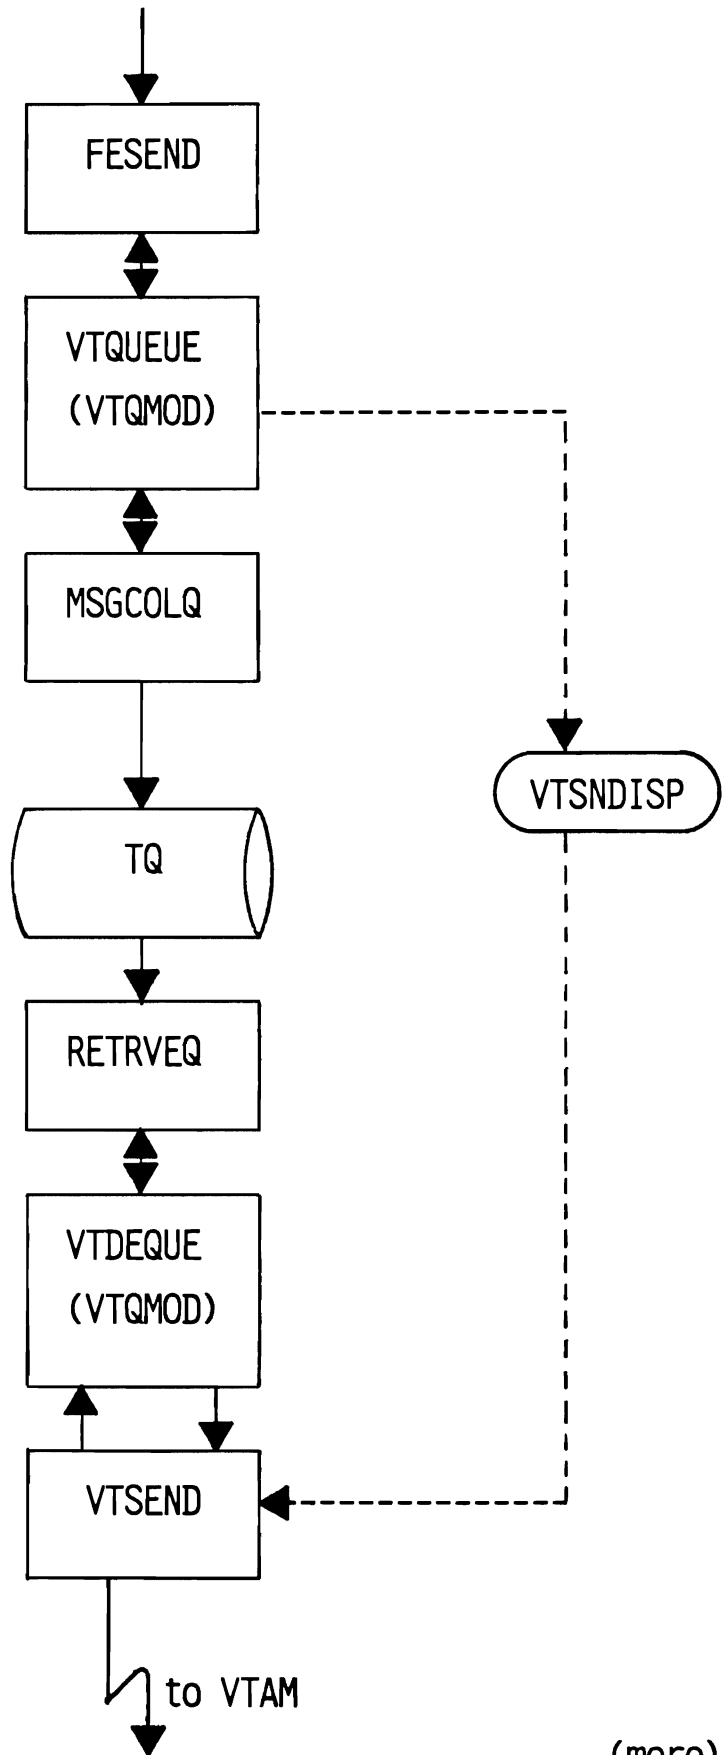 FESEND
VTQUEUE
(VTQMOD)
MSGCOLQ
VTSNDISP
TQ
RETRVEQ
VTDEQUE
(VTQMOD)
VTSEND
to VTAM
(more)